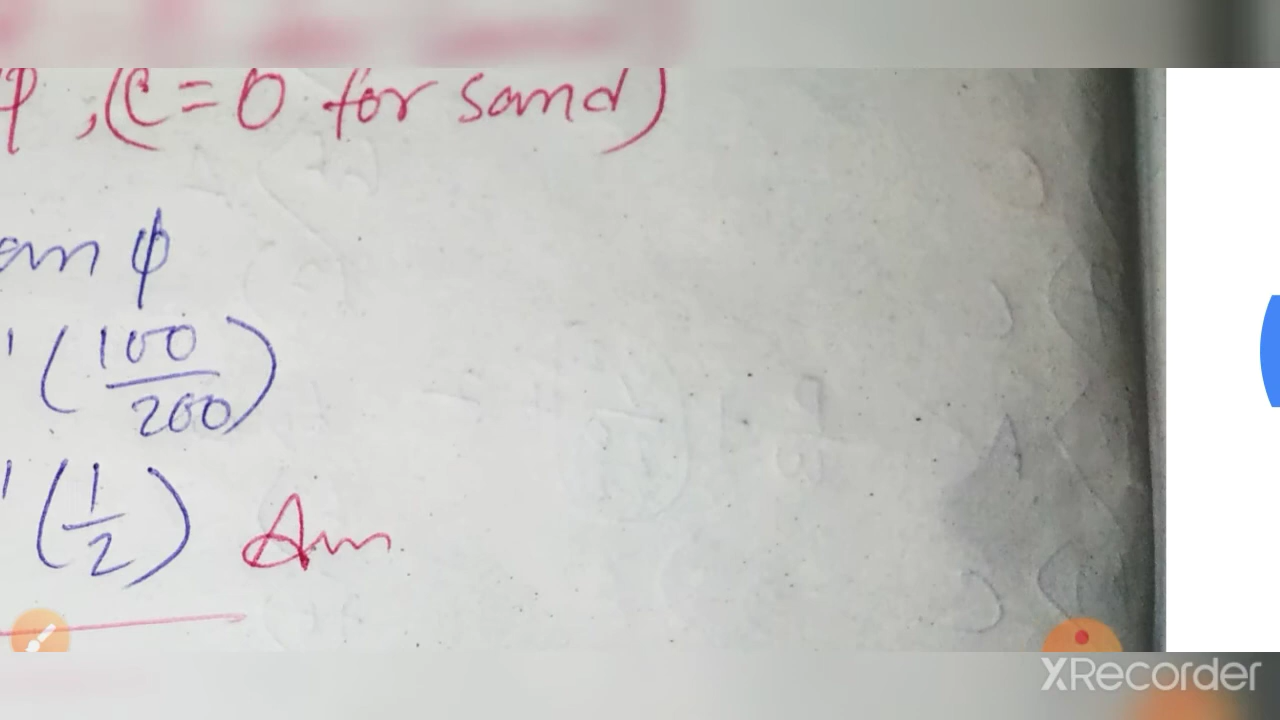 φ, (C = 0 for sand)
an φ
' (100/200)
' (1/2) Ans
XRecorder